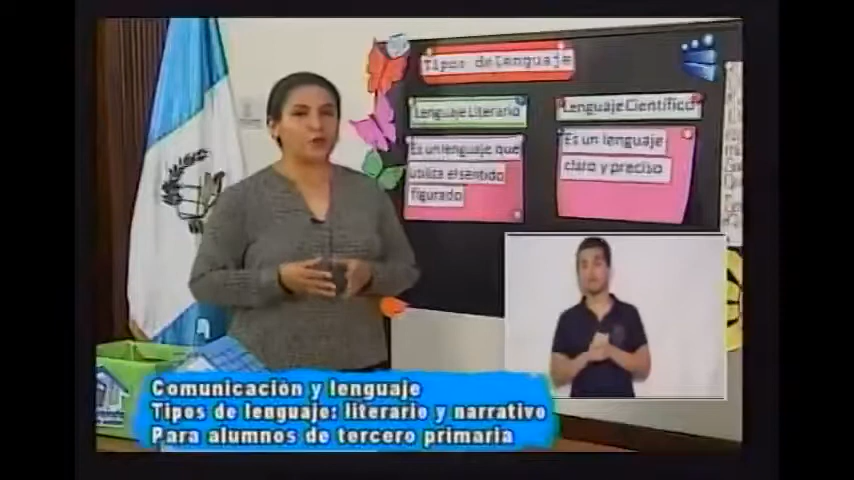 Tipos de lenguaje
Lenguaje Literario
Es un lenguaje que
utiliza el sentido
figurado
Lenguaje Científico
Es un lenguaje
claro y preciso
Comunicación y lenguaje
Tipos de lenguaje: literario y narrativo
Para alumnos de tercero primaria